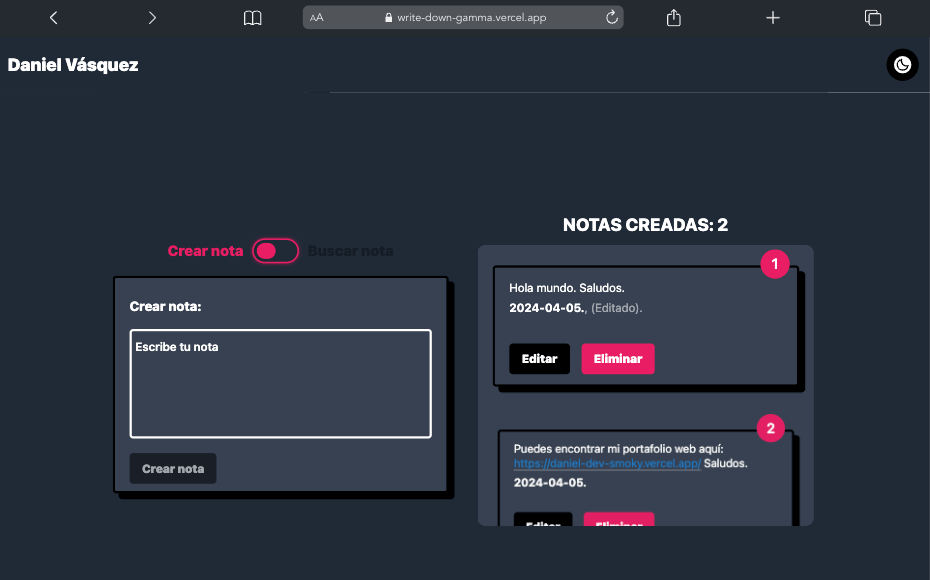 AA write-down-gamma.vercel.app
Daniel Vásquez
Crear nota Buscar nota
Crear nota:
Escribe tu nota
Crear nota
NOTAS CREADAS: 2
1
Hola mundo. Saludos.
2024-04-05., (Editado).
Editar Eliminar
2
Puedes encontrar mi portafolio web aquí:
https://daniel-dev-smoky.vercel.app/ Saludos.
2024-04-05.
Editar Eliminar